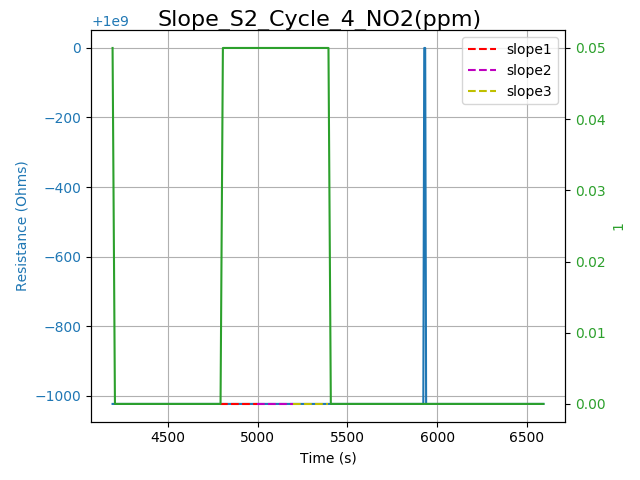 Slope_S2_Cycle_4_NO2(ppm)
+1e9
0
−200
−400
−600
−800
−1000
Resistance (Ohms)
slope1
slope2
slope3
0.05
0.04
0.03
0.02
0.01
0.00
1
4500 5000 5500 6000 6500
Time (s)